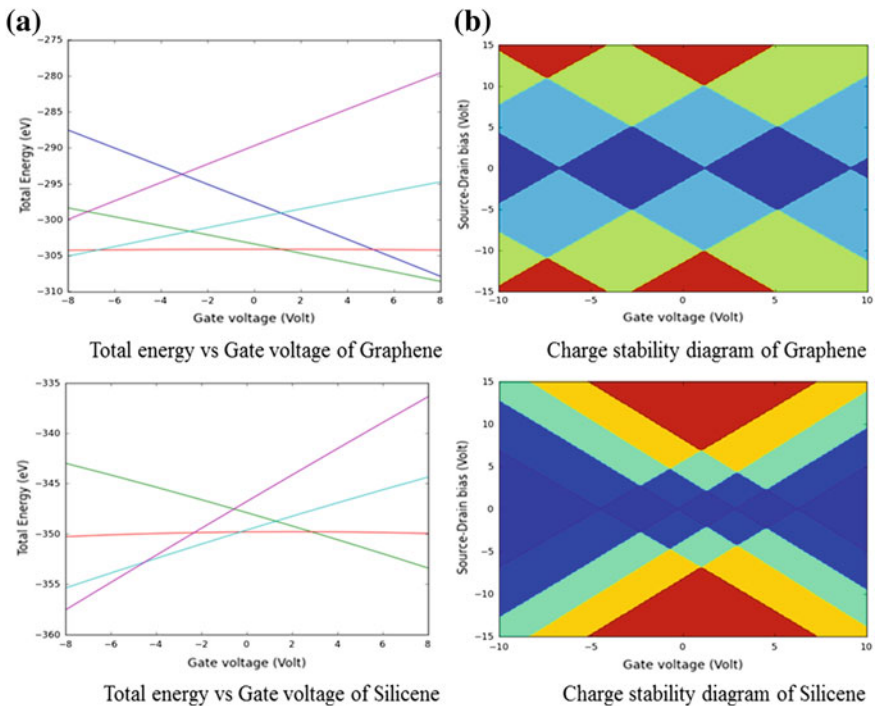 (a)
(b)
−275
−280
−285
−290
−295
−300
−305
−310
Total Energy (eV)
−8 −6 −4 −2 0 2 4 6 8
Gate voltage (Volt)
Total energy vs Gate voltage of Graphene
15
10
5
0
−5
−10
−15
Source-Drain bias (Volt)
−10 −5 0 5 10
Gate voltage (Volt)
Charge stability diagram of Graphene
−335
−340
−345
−350
−355
−360
Total Energy (eV)
−8 −6 −4 −2 0 2 4 6 8
Gate voltage (Volt)
Total energy vs Gate voltage of Silicene
15
10
5
0
−5
−10
−15
Source-Drain bias (Volt)
−10 −5 0 5 10
Gate voltage (Volt)
Charge stability diagram of Silicene